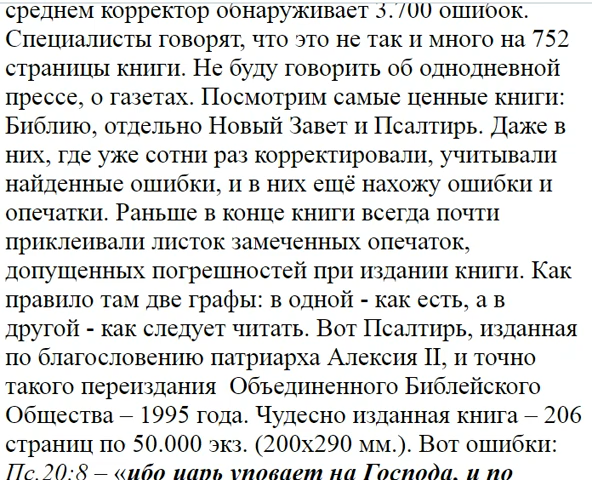 среднем корректор обнаруживает 3.700 ошибок.
Специалисты говорят, что это не так и много на 752
страницы книги. Не буду говорить об однодневной
прессе, о газетах. Посмотрим самые ценные книги:
Библию, отдельно Новый Завет и Псалтирь. Даже в
них, где уже сотни раз корректировали, учитывали
найденные ошибки, и в них ещё нахожу ошибки и
опечатки. Раньше в конце книги всегда почти
приклеивали листок замеченных опечаток,
допущенных погрешностей при издании книги. Как
правило там две графы: в одной - как есть, а в
другой - как следует читать. Вот Псалтирь, изданная
по благословению патриарха Алексия II, и точно
такого переиздания  Объединенного Библейского
Общества – 1995 года. Чудесно изданная книга – 206
страниц по 50.000 экз. (200х290 мм.). Вот ошибки:
Пс.20:8 – «ибо царь уповает на Господа, и по